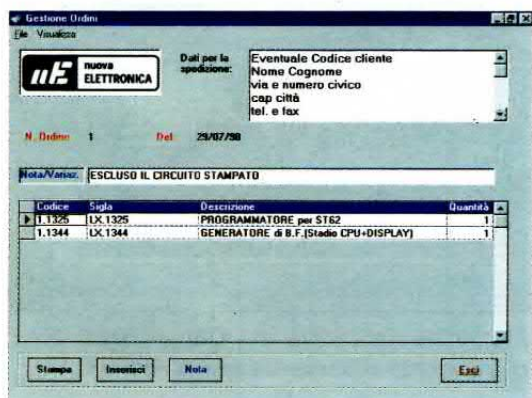 Gestione Ordini
File Visualizza
nE nuova ELETTRONICA
Dati per la spedizione:
Eventuale Codice cliente
Nome Cognome
via e numero civico
cap città
tel. e fax
N. Ordine 1 Del 29/07/98
Nota/Variaz. ESCLUSO IL CIRCUITO STAMPATO
Codice Sigla Descrizione Quantità
1.1325 LX.1325 PROGRAMMATORE per ST62 1
1.1344 LX.1344 GENERATORE di B.F.(Stadio CPU+DISPLAY) 1
Stampa Inserisci Nota Esci